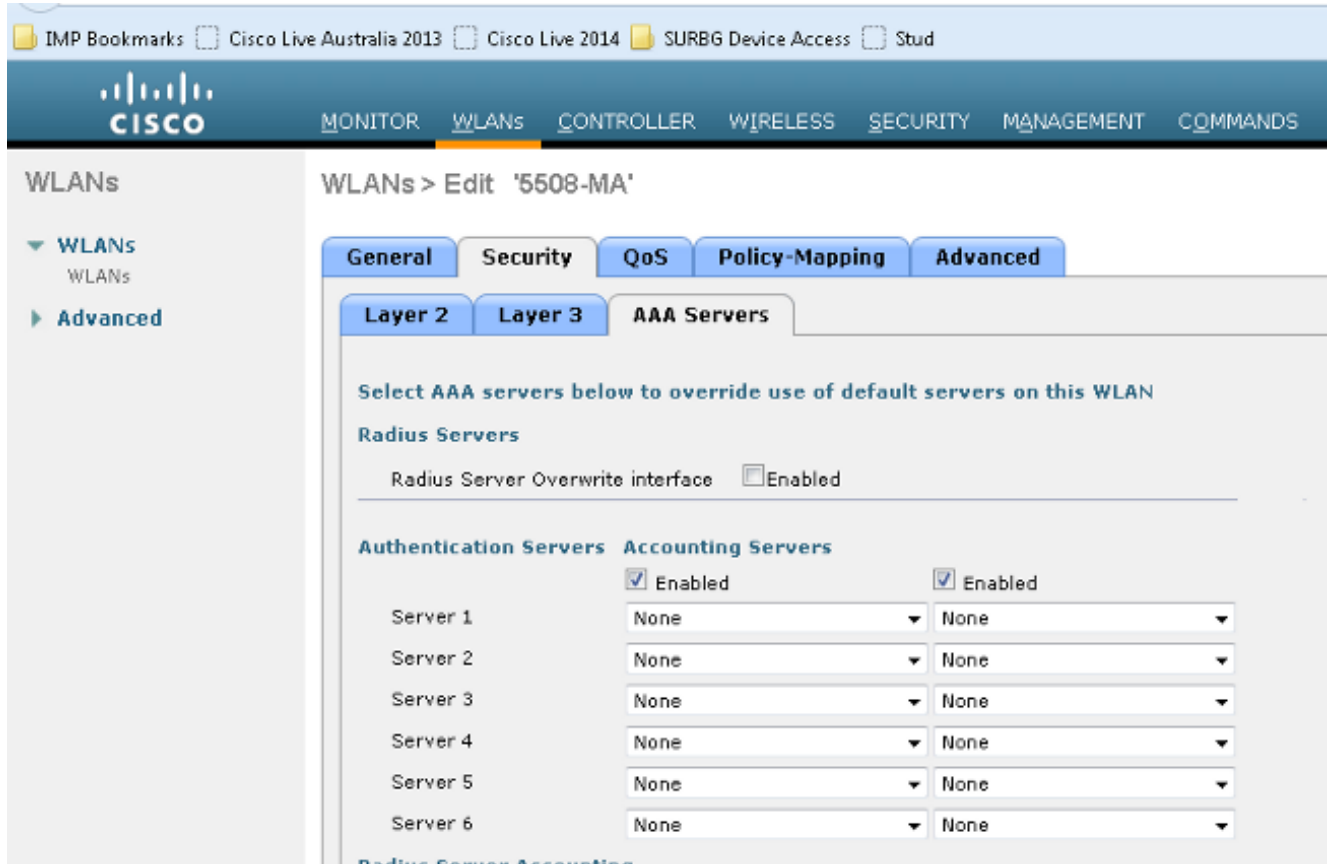 IMP Bookmarks Cisco Live Australia 2013 Cisco Live 2014 SURBG Device Access Stud
CISCO
MONITOR WLANs CONTROLLER WIRELESS SECURITY MANAGEMENT COMMANDS
WLANs
WLANs > Edit '5508-MA'
WLANs
WLANs
Advanced
General Security QoS Policy-Mapping Advanced
Layer 2 Layer 3 AAA Servers
Select AAA servers below to override use of default servers on this WLAN
Radius Servers
Radius Server Overwrite interface Enabled
Authentication Servers Accounting Servers
Enabled Enabled
Server 1 None None
Server 2 None None
Server 3 None None
Server 4 None None
Server 5 None None
Server 6 None None
Radius Server Accounting